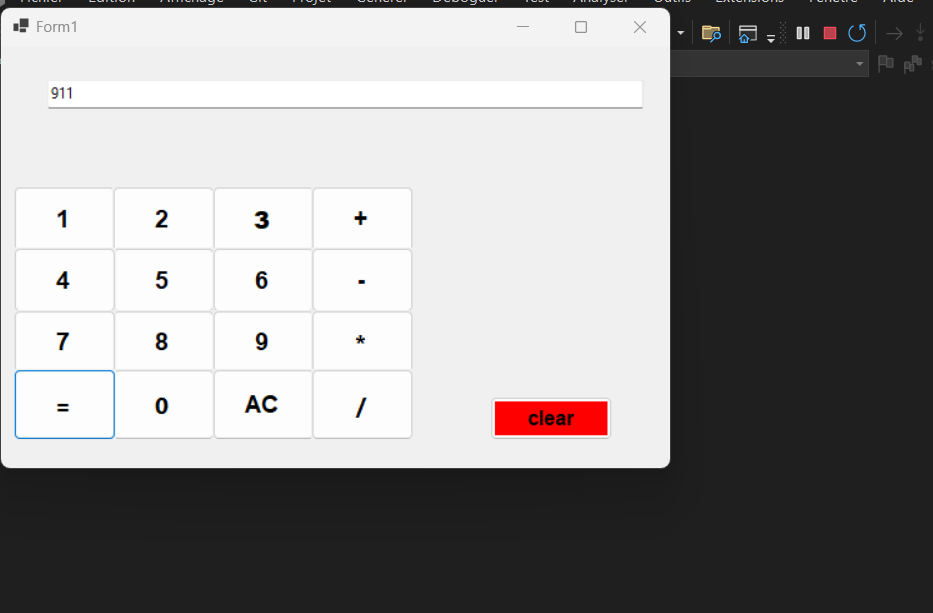 Fichier Edition Affichage Git Projet Générer Déboguer Test Analyser Outils Extensions Fenêtre Aide
Form1
911
1 2 3 +
4 5 6 -
7 8 9 *
= 0 AC /
clear